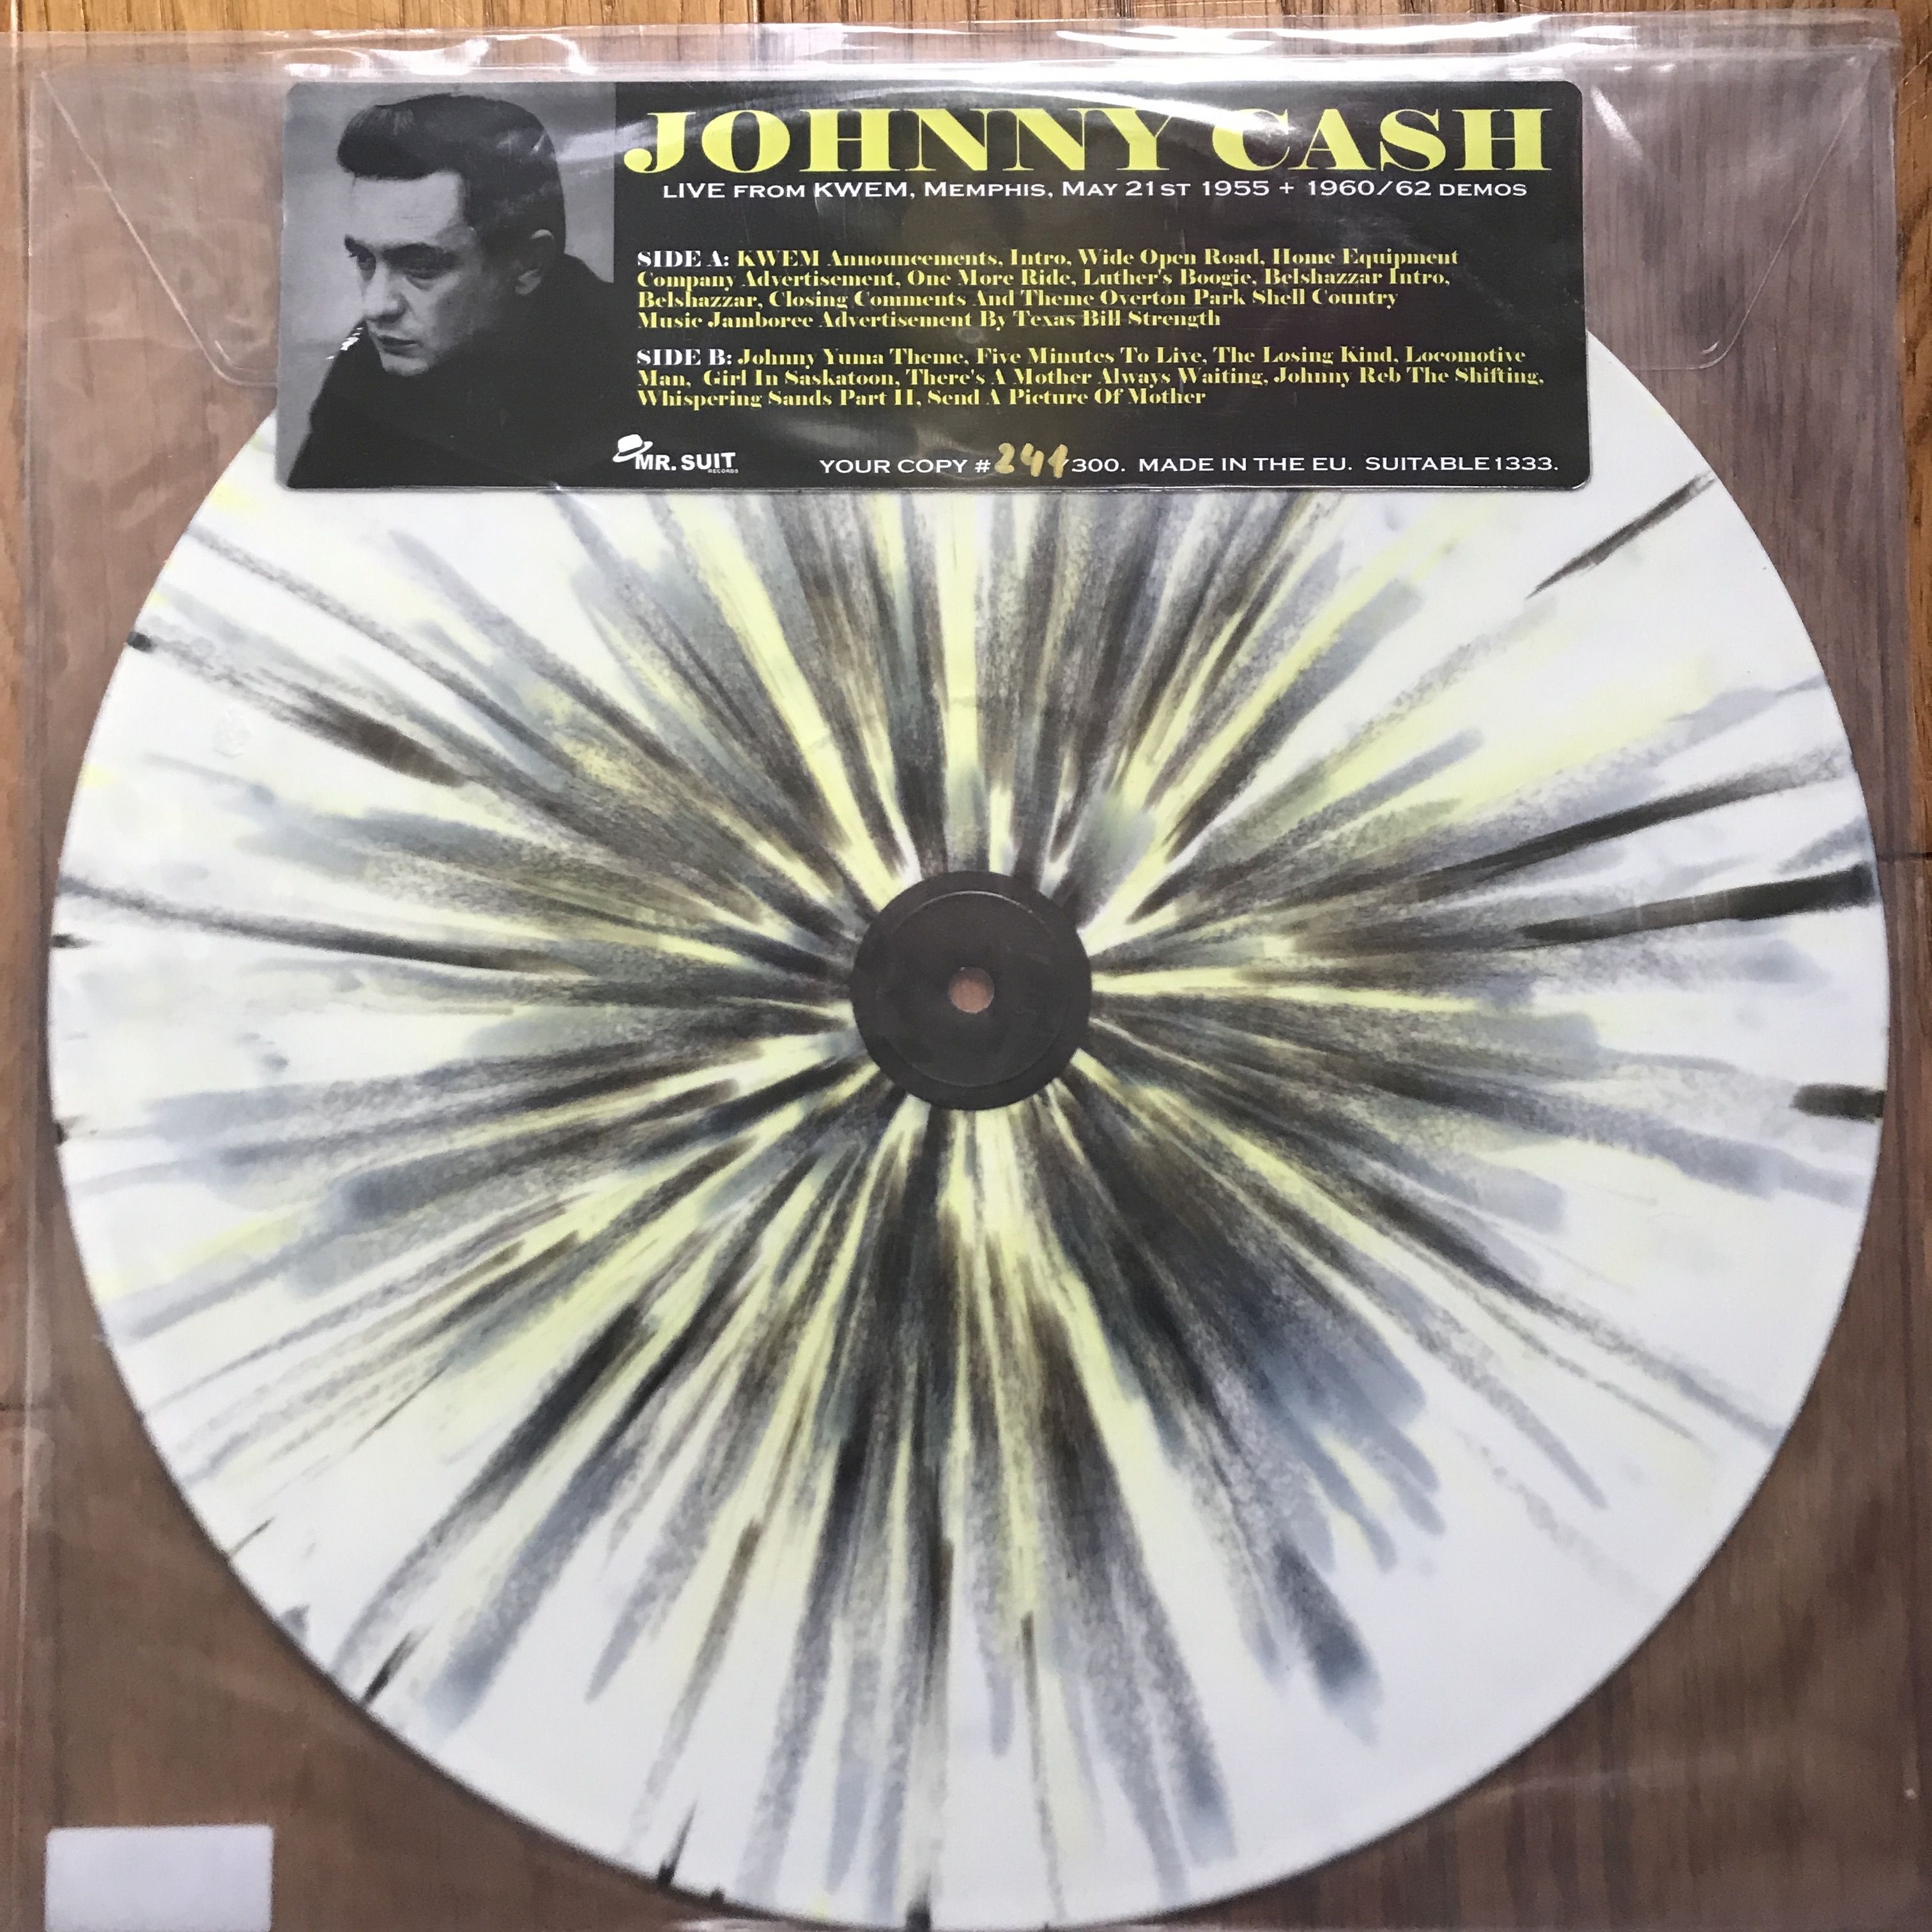 JOHNNY CASH
LIVE FROM KWEM, MEMPHIS, MAY 21ST 1955 + 1960/62 DEMOS
SIDE A: KWEM Announcements, Intro, Wide Open Road, Home Equipment
Company Advertisement, One More Ride, Luther's Boogie, Belshazzar Intro,
Belshazzar, Closing Comments And Theme Overton Park Shell Country
Music Jamboree Advertisement By Texas Bill Strength
SIDE B: Johnny Yuma Theme, Five Minutes To Live, The Losing Kind, Locomotive
Man, Girl In Saskatoon, There's A Mother Always Waiting, Johnny Reb The Shifting,
Whispering Sands Part II, Send A Picture Of Mother
MR. SUIT
RECORDS
YOUR COPY # 300. MADE IN THE EU. SUITABLE1333.